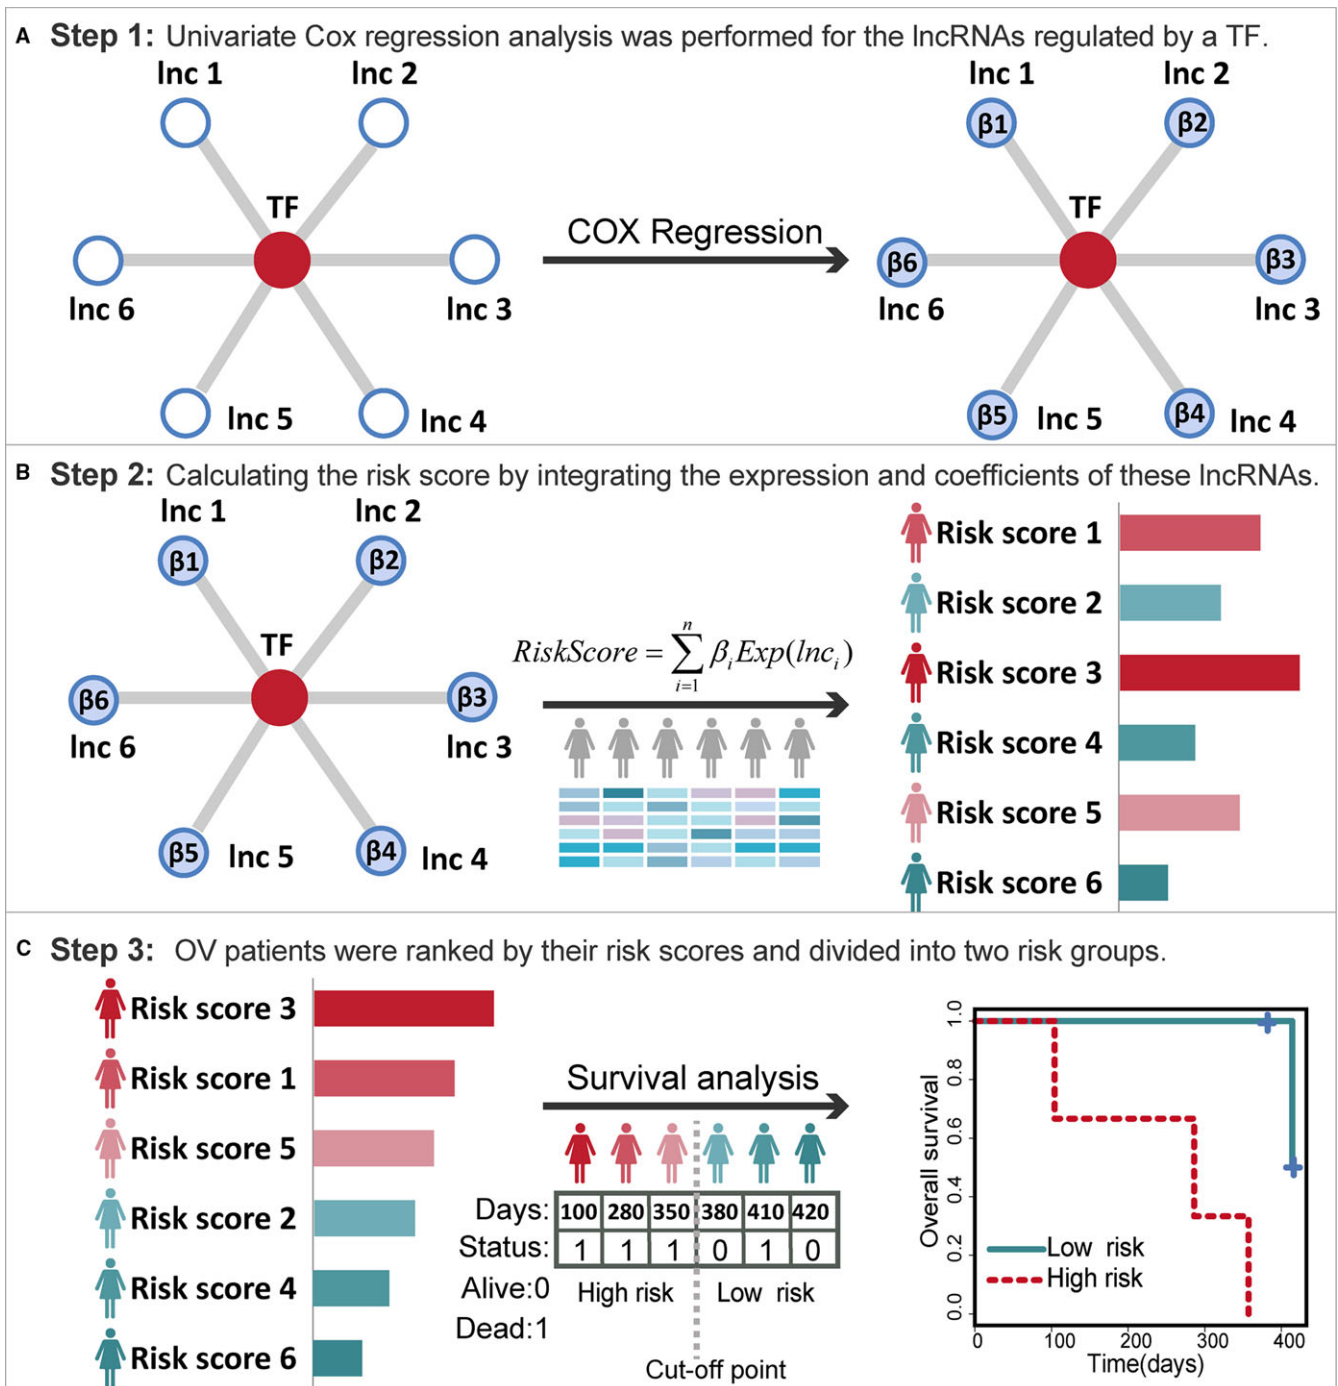 A Step 1: Univariate Cox regression analysis was performed for the lncRNAs regulated by a TF.
lnc 1 lnc 2 lnc 1 lnc 2
β1 β2
TF TF
COX Regression
β6 β3
lnc 6 lnc 3 lnc 6 lnc 3
lnc 5 lnc 4 β5 lnc 5 β4 lnc 4
B Step 2: Calculating the risk score by integrating the expression and coefficients of these lncRNAs.
lnc 1 lnc 2
β1 β2
TF
β6 β3
lnc 6 lnc 3
β5 lnc 5 β4 lnc 4
RiskScore = ∑ i=1 n β_i Exp(lnc_i)
Risk score 1
Risk score 2
Risk score 3
Risk score 4
Risk score 5
Risk score 6
C Step 3: OV patients were ranked by their risk scores and divided into two risk groups.
Risk score 3
Risk score 1
Risk score 5
Risk score 2
Risk score 4
Risk score 6
Survival analysis
Days: 100 280 350 380 410 420
Status: 1 1 1 0 1 0
Alive:0 High risk Low risk
Dead:1
Cut-off point
Overall survival
1.0
0.8
0.6
0.4
0.2
0.0
Low risk
High risk
0 100 200 300 400
Time(days)